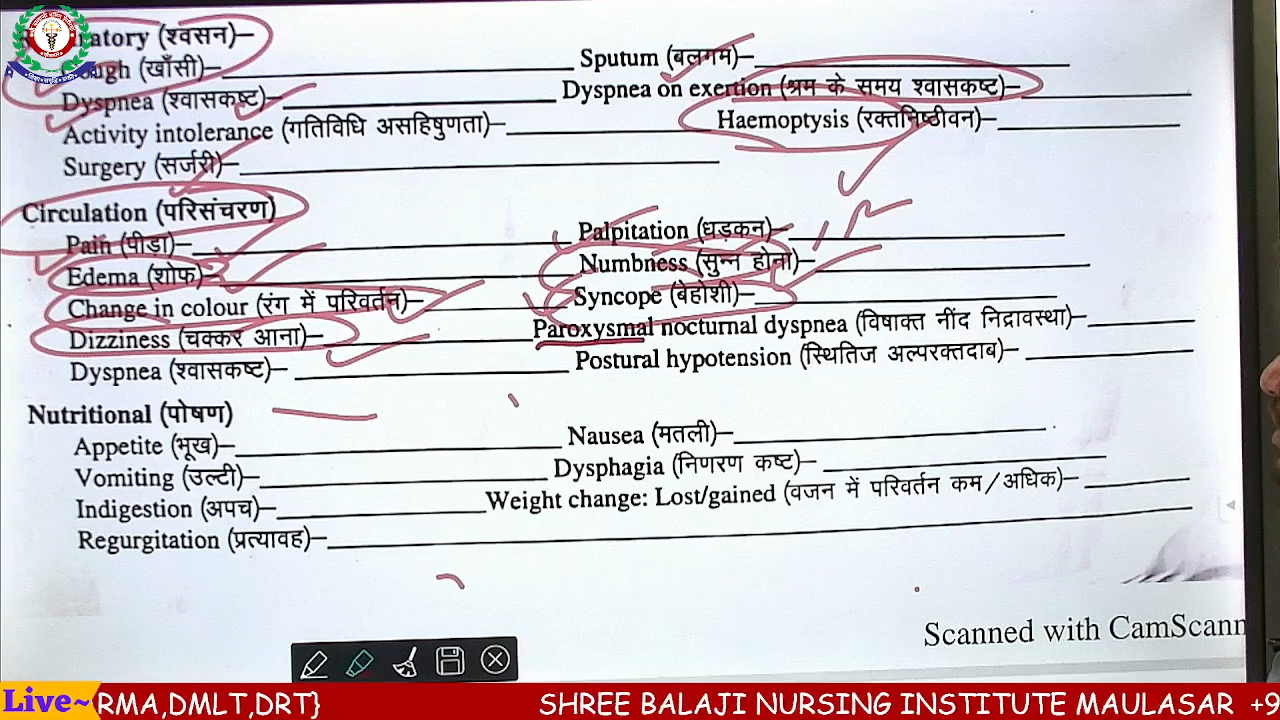 atory (श्वसन)–
ugh (खाँसी)– Sputum (बलगम)–
Dyspnea (श्वासकष्ट)– Dyspnea on exertion (श्रम के समय श्वासकष्ट)–
Activity intolerance (गतिविधि असहिषुणता)– Haemoptysis (रक्तनिष्ठीवन)–
Surgery (सर्जरी)–
Circulation (परिसंचरण)
Pain (पीड़ा)– Palpitation (धड़कन)–
Edema (शोफ)– Numbness (सुन्न होना)–
Change in colour (रंग में परिवर्तन)– Syncope (बेहोशी)–
Dizziness (चक्कर आना)– Paroxysmal nocturnal dyspnea (विषाक्त नींद निद्रावस्था)–
Dyspnea (श्वासकष्ट)– Postural hypotension (स्थितिज अल्परक्तदाब)–
Nutritional (पोषण)
Appetite (भूख)– Nausea (मतली)–
Vomiting (उल्टी)– Dysphagia (निणरण कष्ट)–
Indigestion (अपच)– Weight change: Lost/gained (वजन में परिवर्तन कम/अधिक)–
Regurgitation (प्रत्यावह)–
Scanned with CamScann
Live~ RMA,DMLT,DRT} SHREE BALAJI NURSING INSTITUTE MAULASAR +9